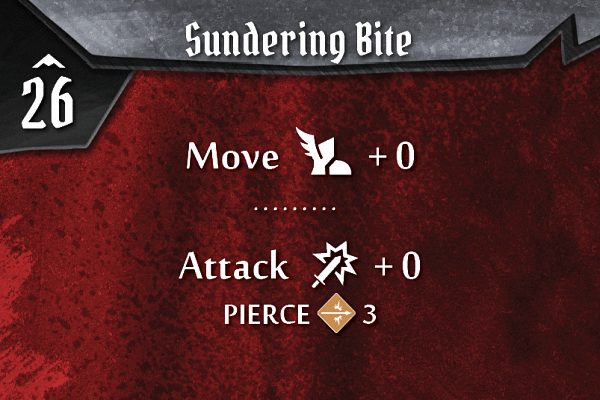 Sundering Bite
26
Move + 0
Attack + 0
PIERCE 3